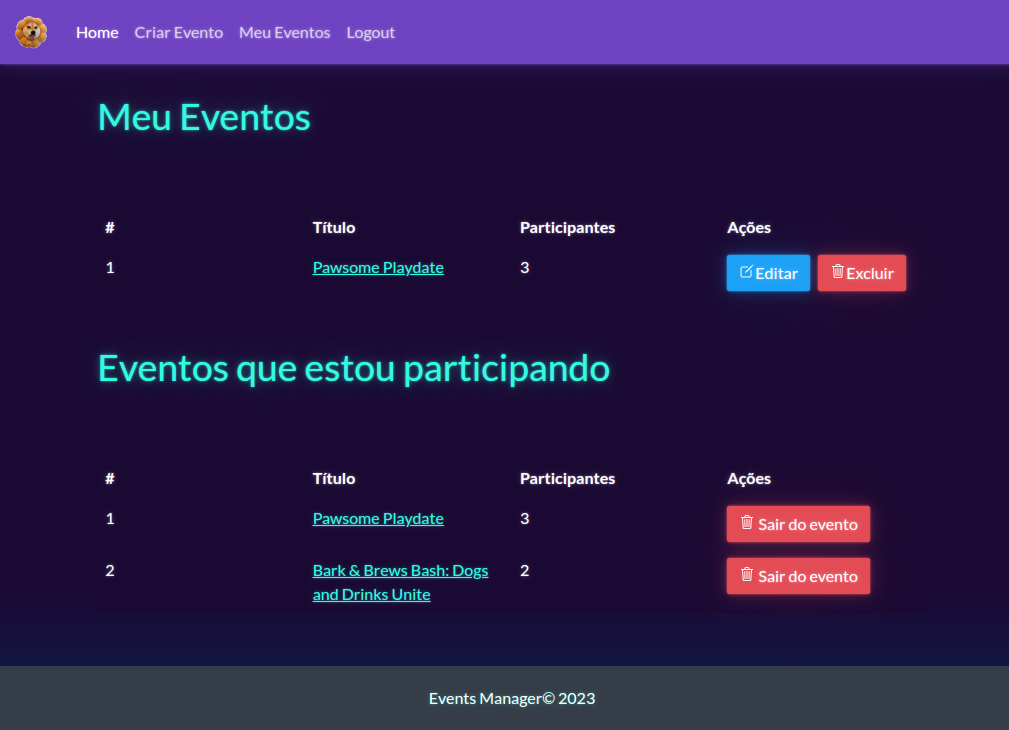 Home Criar Evento Meu Eventos Logout
Meu Eventos
# Título Participantes Ações
1 Pawsome Playdate 3 Editar Excluir
Eventos que estou participando
# Título Participantes Ações
1 Pawsome Playdate 3 Sair do evento
2 Bark & Brews Bash: Dogs 2 Sair do evento
and Drinks Unite
Events Manager© 2023